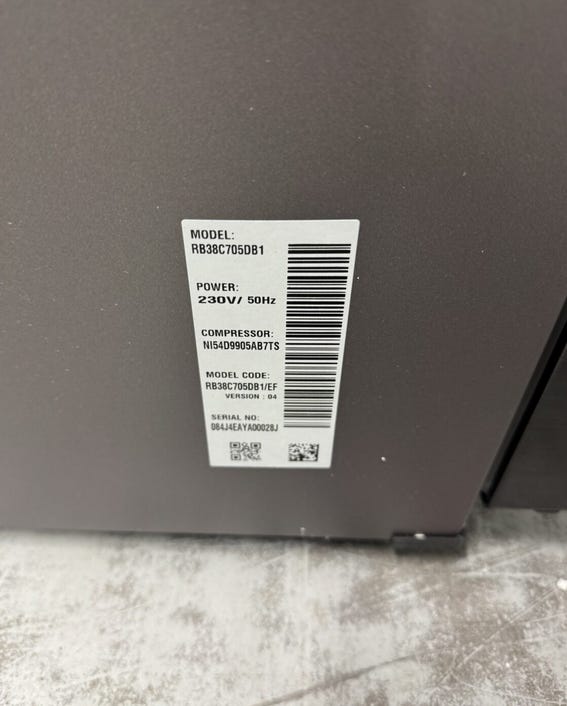 MODEL:
RB38C705DB1
POWER:
230V/ 50Hz
COMPRESSOR:
NI54D9905AB7TS
MODEL CODE:
RB38C705DB1/EF
VERSION : 04
SERIAL NO:
084J4EAYA00028J